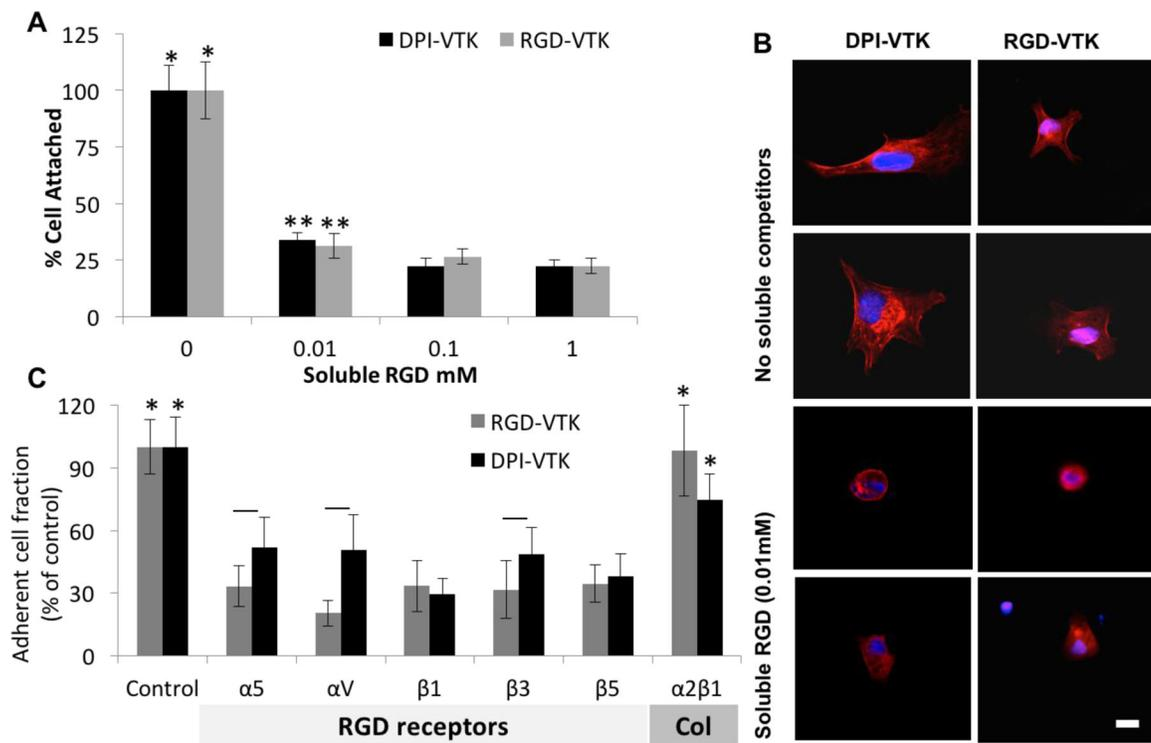 A
125
100
75
50
25
0
% Cell Attached
DPI-VTK RGD-VTK
* *
** **
0 0.01 0.1 1
Soluble RGD mM
B
DPI-VTK RGD-VTK
No soluble competitors
Soluble RGD (0.01mM)
C
120
90
60
30
0
Adherent cell fraction
(% of control)
RGD-VTK
DPI-VTK
* *
*
*
Control α5 αV β1 β3 β5 α2β1
RGD receptors Col